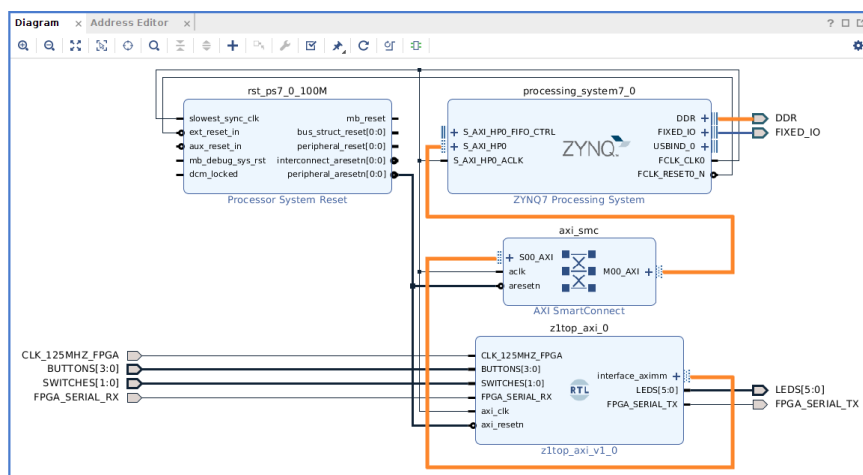 Diagram × Address Editor ×
?
rst_ps7_0_100M
slowest_sync_clk
ext_reset_in
aux_reset_in
mb_debug_sys_rst
dcm_locked
mb_reset
bus_struct_reset[0:0]
peripheral_reset[0:0]
interconnect_aresetn[0:0]
peripheral_aresetn[0:0]
Processor System Reset
processing_system7_0
S_AXI_HP0_FIFO_CTRL
S_AXI_HP0
S_AXI_HP0_ACLK
ZYNQ
DDR
FIXED_IO
USBIND_0
FCLK_CLK0
FCLK_RESET0_N
ZYNQ7 Processing System
DDR
FIXED_IO
axi_smc
S00_AXI
aclk
aresetn
M00_AXI
AXI SmartConnect
z1top_axi_0
CLK_125MHZ_FPGA
BUTTONS[3:0]
SWITCHES[1:0]
FPGA_SERIAL_RX
CLK_125MHZ_FPGA
BUTTONS[3:0]
SWITCHES[1:0]
FPGA_SERIAL_RX
axi_clk
axi_resetn
RTL
interface_aximm
LEDS[5:0]
FPGA_SERIAL_TX
z1top_axi_v1_0
LEDS[5:0]
FPGA_SERIAL_TX